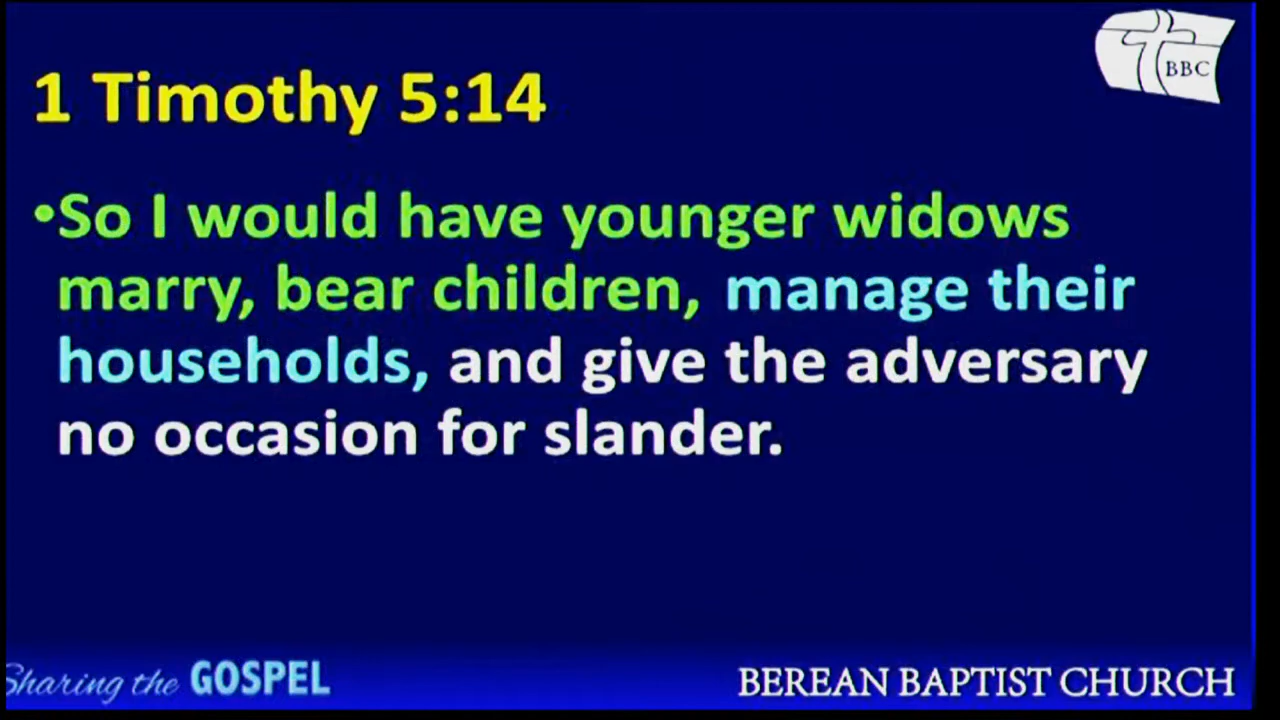 BBC
1 Timothy 5:14
•So I would have younger widows
marry, bear children, manage their
households, and give the adversary
no occasion for slander.
Sharing the GOSPEL
BEREAN BAPTIST CHURCH